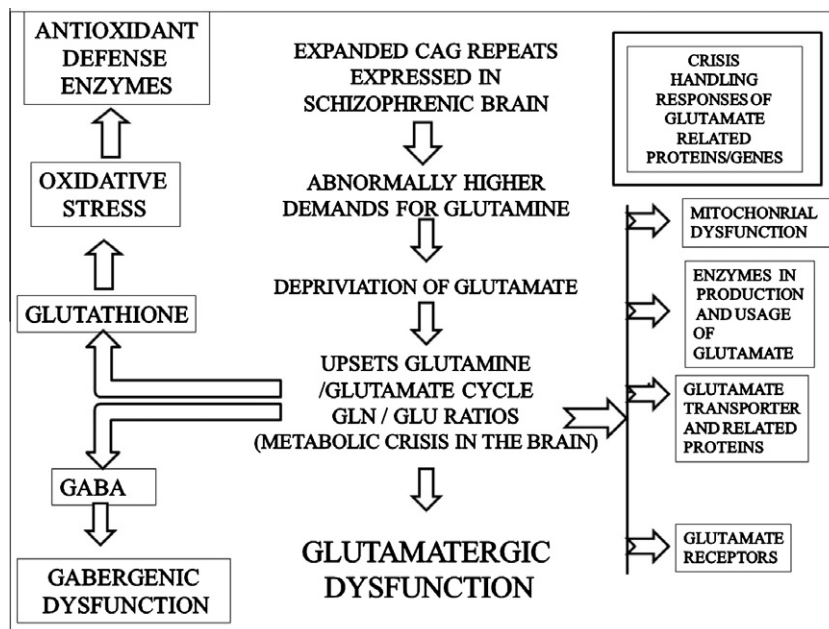 ANTIOXIDANT
DEFENSE
ENZYMES
OXIDATIVE
STRESS
GLUTATHIONE
GABA
GABERGENIC
DYSFUNCTION
EXPANDED CAG REPEATS
EXPRESSED IN
SCHIZOPHRENIC BRAIN
ABNORMALLY HIGHER
DEMANDS FOR GLUTAMINE
DEPRIVIATION OF GLUTAMATE
UPSETS GLUTAMINE
/GLUTAMATE CYCLE
GLN / GLU RATIOS
(METABOLIC CRISIS IN THE BRAIN)
GLUTAMATERGIC
DYSFUNCTION
CRISIS
HANDLING
RESPONSES OF
GLUTAMATE
RELATED
PROTEINS/GENES
MITOCHONRIAL
DYSFUNCTION
ENZYMES IN
PRODUCTION
AND USAGE
OF
GLUTAMATE
GLUTAMATE
TRANSPORTER
AND RELATED
PROTEINS
GLUTAMATE
RECEPTORS